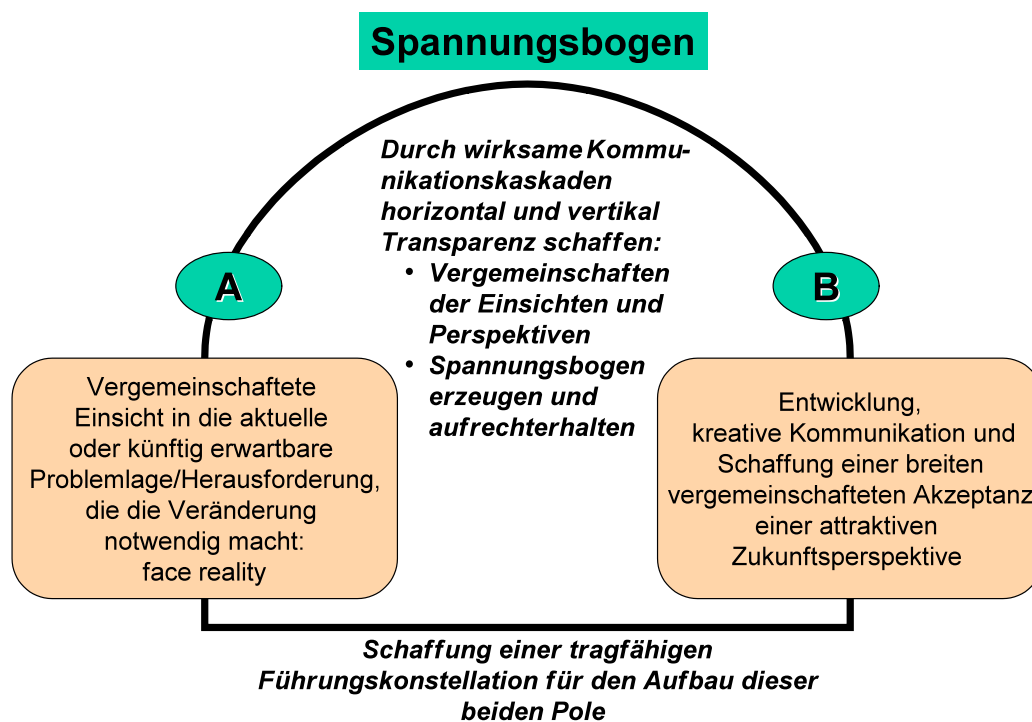 Spannungsbogen
Durch wirksame Kommu-
nikationskaskaden
horizontal und vertikal
Transparenz schaffen:
• Vergemeinschaften
der Einsichten und
Perspektiven
• Spannungsbogen
erzeugen und
aufrechterhalten
A
B
Vergemeinschaftete
Einsicht in die aktuelle
oder künftig erwartbare
Problemlage/Herausforderung,
die die Veränderung
notwendig macht:
face reality
Entwicklung,
kreative Kommunikation und
Schaffung einer breiten
vergemeinschafteten Akzeptanz
einer attraktiven
Zukunftsperspektive
Schaffung einer tragfähigen
Führungskonstellation für den Aufbau dieser
beiden Pole